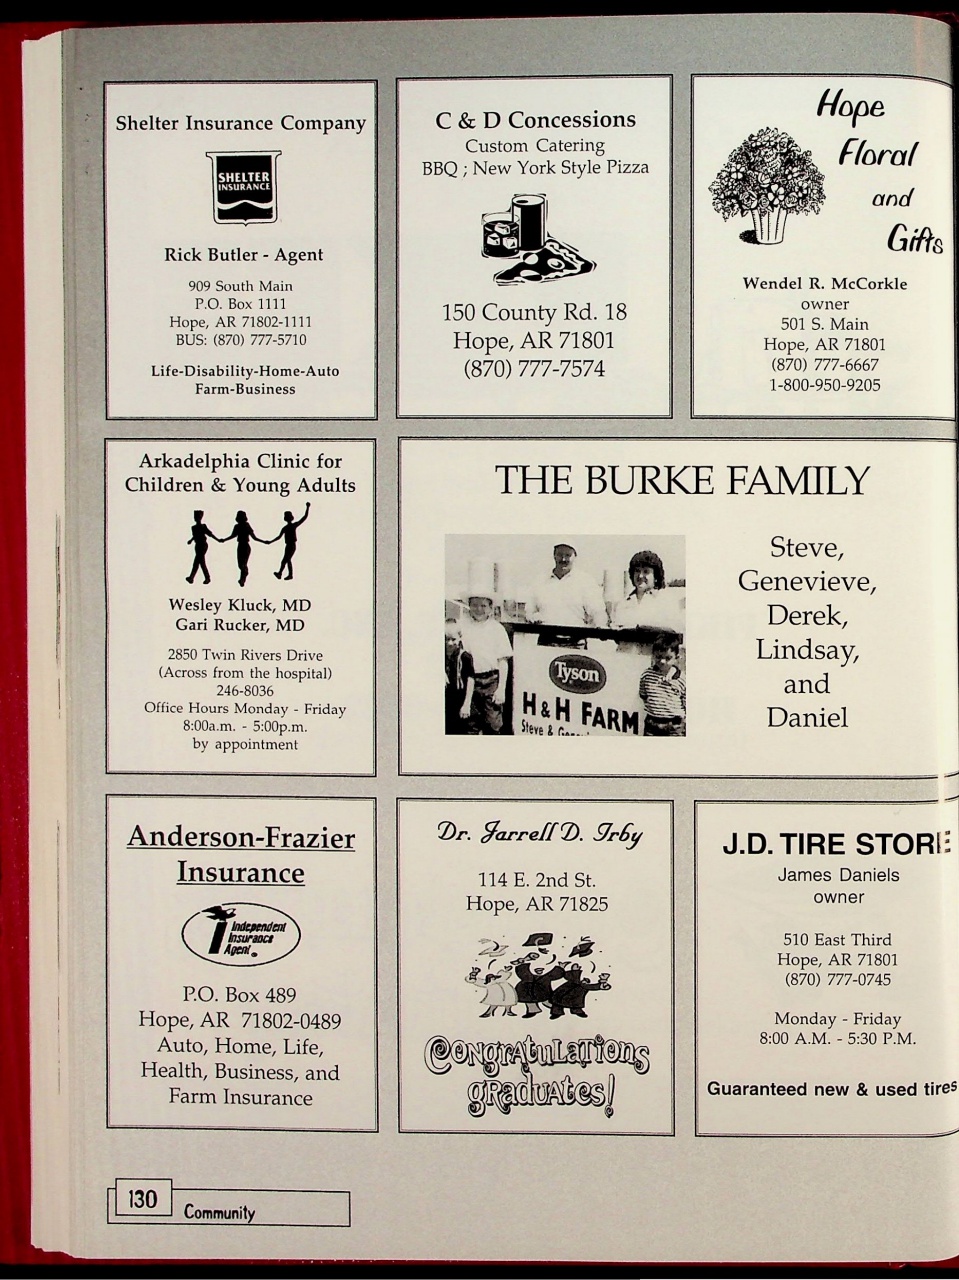 Shelter Insurance Company
SHELTER
INSURANCE
Rick Butler - Agent
909 South Main
P.O. Box 1111
Hope, AR 71802-1111
BUS: (870) 777-5710
Life-Disability-Home-Auto
Farm-Business
C & D Concessions
Custom Catering
BBQ ; New York Style Pizza
150 County Rd. 18
Hope, AR 71801
(870) 777-7574
Hope
Floral
and
Gifts
Wendel R. McCorkle
owner
501 S. Main
Hope, AR 71801
(870) 777-6667
1-800-950-9205
Arkadelphia Clinic for
Children & Young Adults
Wesley Kluck, MD
Gari Rucker, MD
2850 Twin Rivers Drive
(Across from the hospital)
246-8036
Office Hours Monday - Friday
8:00a.m. - 5:00p.m.
by appointment
THE BURKE FAMILY
Tyson
H & H FARM
Steve &
Steve,
Genevieve,
Derek,
Lindsay,
and
Daniel
Anderson-Frazier
Insurance
Independent
Insurance
Agent
P.O. Box 489
Hope, AR 71802-0489
Auto, Home, Life,
Health, Business, and
Farm Insurance
Dr. Jarrell D. Irby
114 E. 2nd St.
Hope, AR 71825
Congratulations
graduates!
J.D. TIRE STORE
James Daniels
owner
510 East Third
Hope, AR 71801
(870) 777-0745
Monday - Friday
8:00 A.M. - 5:30 P.M.
Guaranteed new & used tires
130
Community